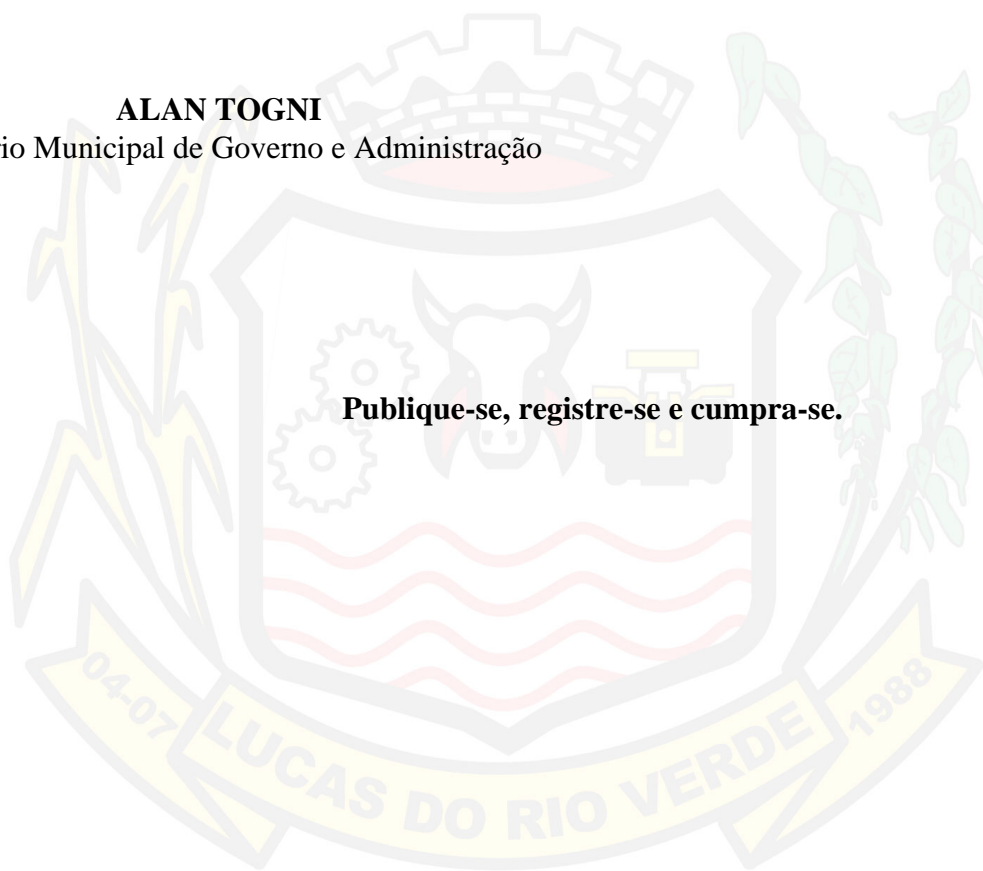 ALAN TOGNI
rio Municipal de Governo e Administração
Publique-se, registre-se e cumpra-se.
04-07
LUCAS DO RIO VERDE
1988